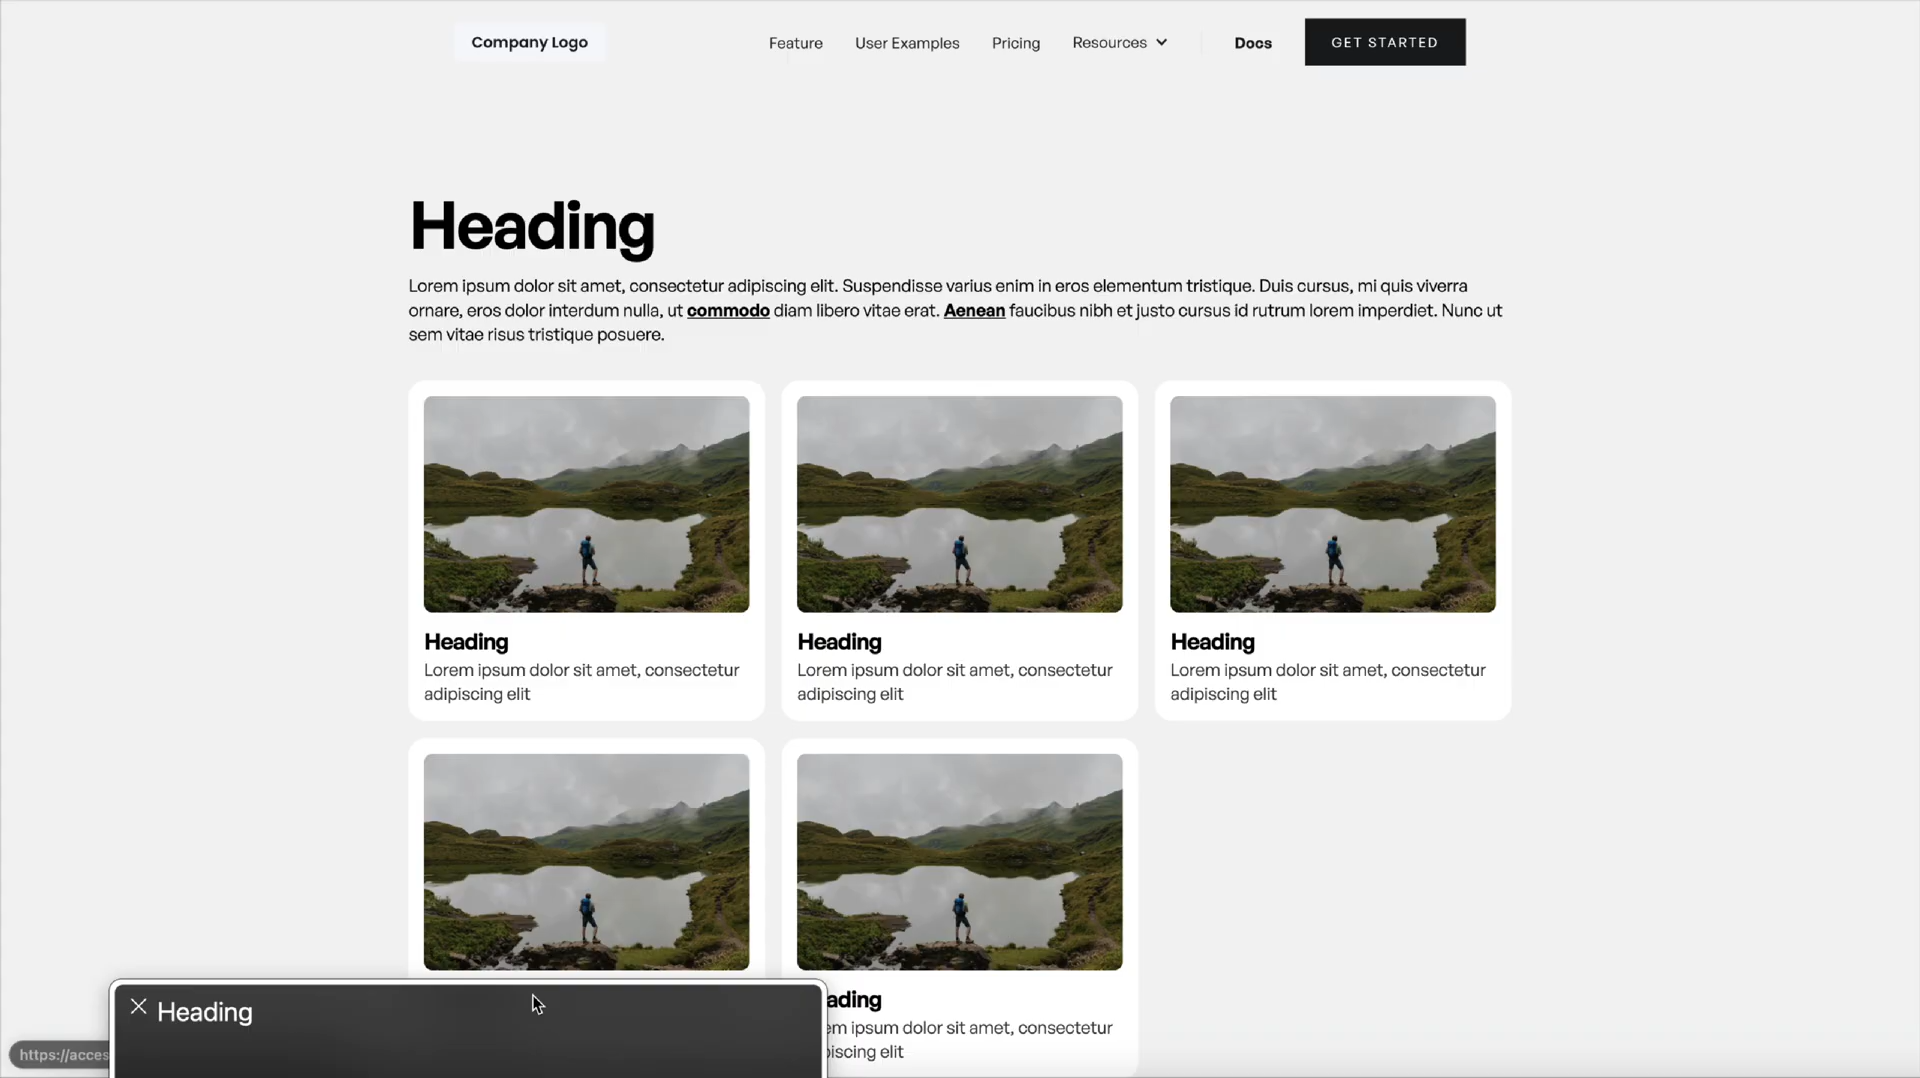 Company Logo
Feature
User Examples
Pricing
Resources
Docs
GET STARTED
Heading
Lorem ipsum dolor sit amet, consectetur adipiscing elit. Suspendisse varius enim in eros elementum tristique. Duis cursus, mi quis viverra
ornare, eros dolor interdum nulla, ut commodo diam libero vitae erat. Aenean faucibus nibh et justo cursus id rutrum lorem imperdiet. Nunc ut
sem vitae risus tristique posuere.
Heading
Lorem ipsum dolor sit amet, consectetur
adipiscing elit
Heading
Lorem ipsum dolor sit amet, consectetur
adipiscing elit
Heading
Lorem ipsum dolor sit amet, consectetur
adipiscing elit
ading
em ipsum dolor sit amet, consectetur
piscing elit
Heading
https://acces